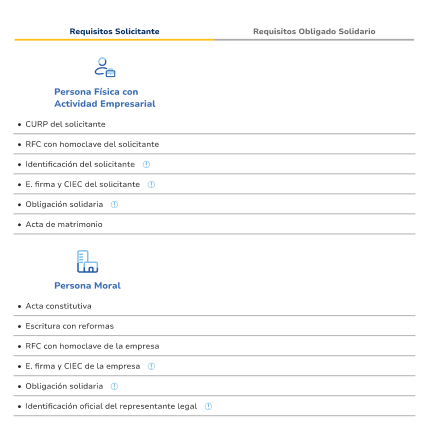 Requisitos Solicitante
Requisitos Obligado Solidario
Persona Física con
Actividad Empresarial
• CURP del solicitante
• RFC con homoclave del solicitante
• Identificación del solicitante
• E. firma y CIEC del solicitante
• Obligación solidaria
• Acta de matrimonio
Persona Moral
• Acta constitutiva
• Escritura con reformas
• RFC con homoclave de la empresa
• E. firma y CIEC de la empresa
• Obligación solidaria
• Identificación oficial del representante legal